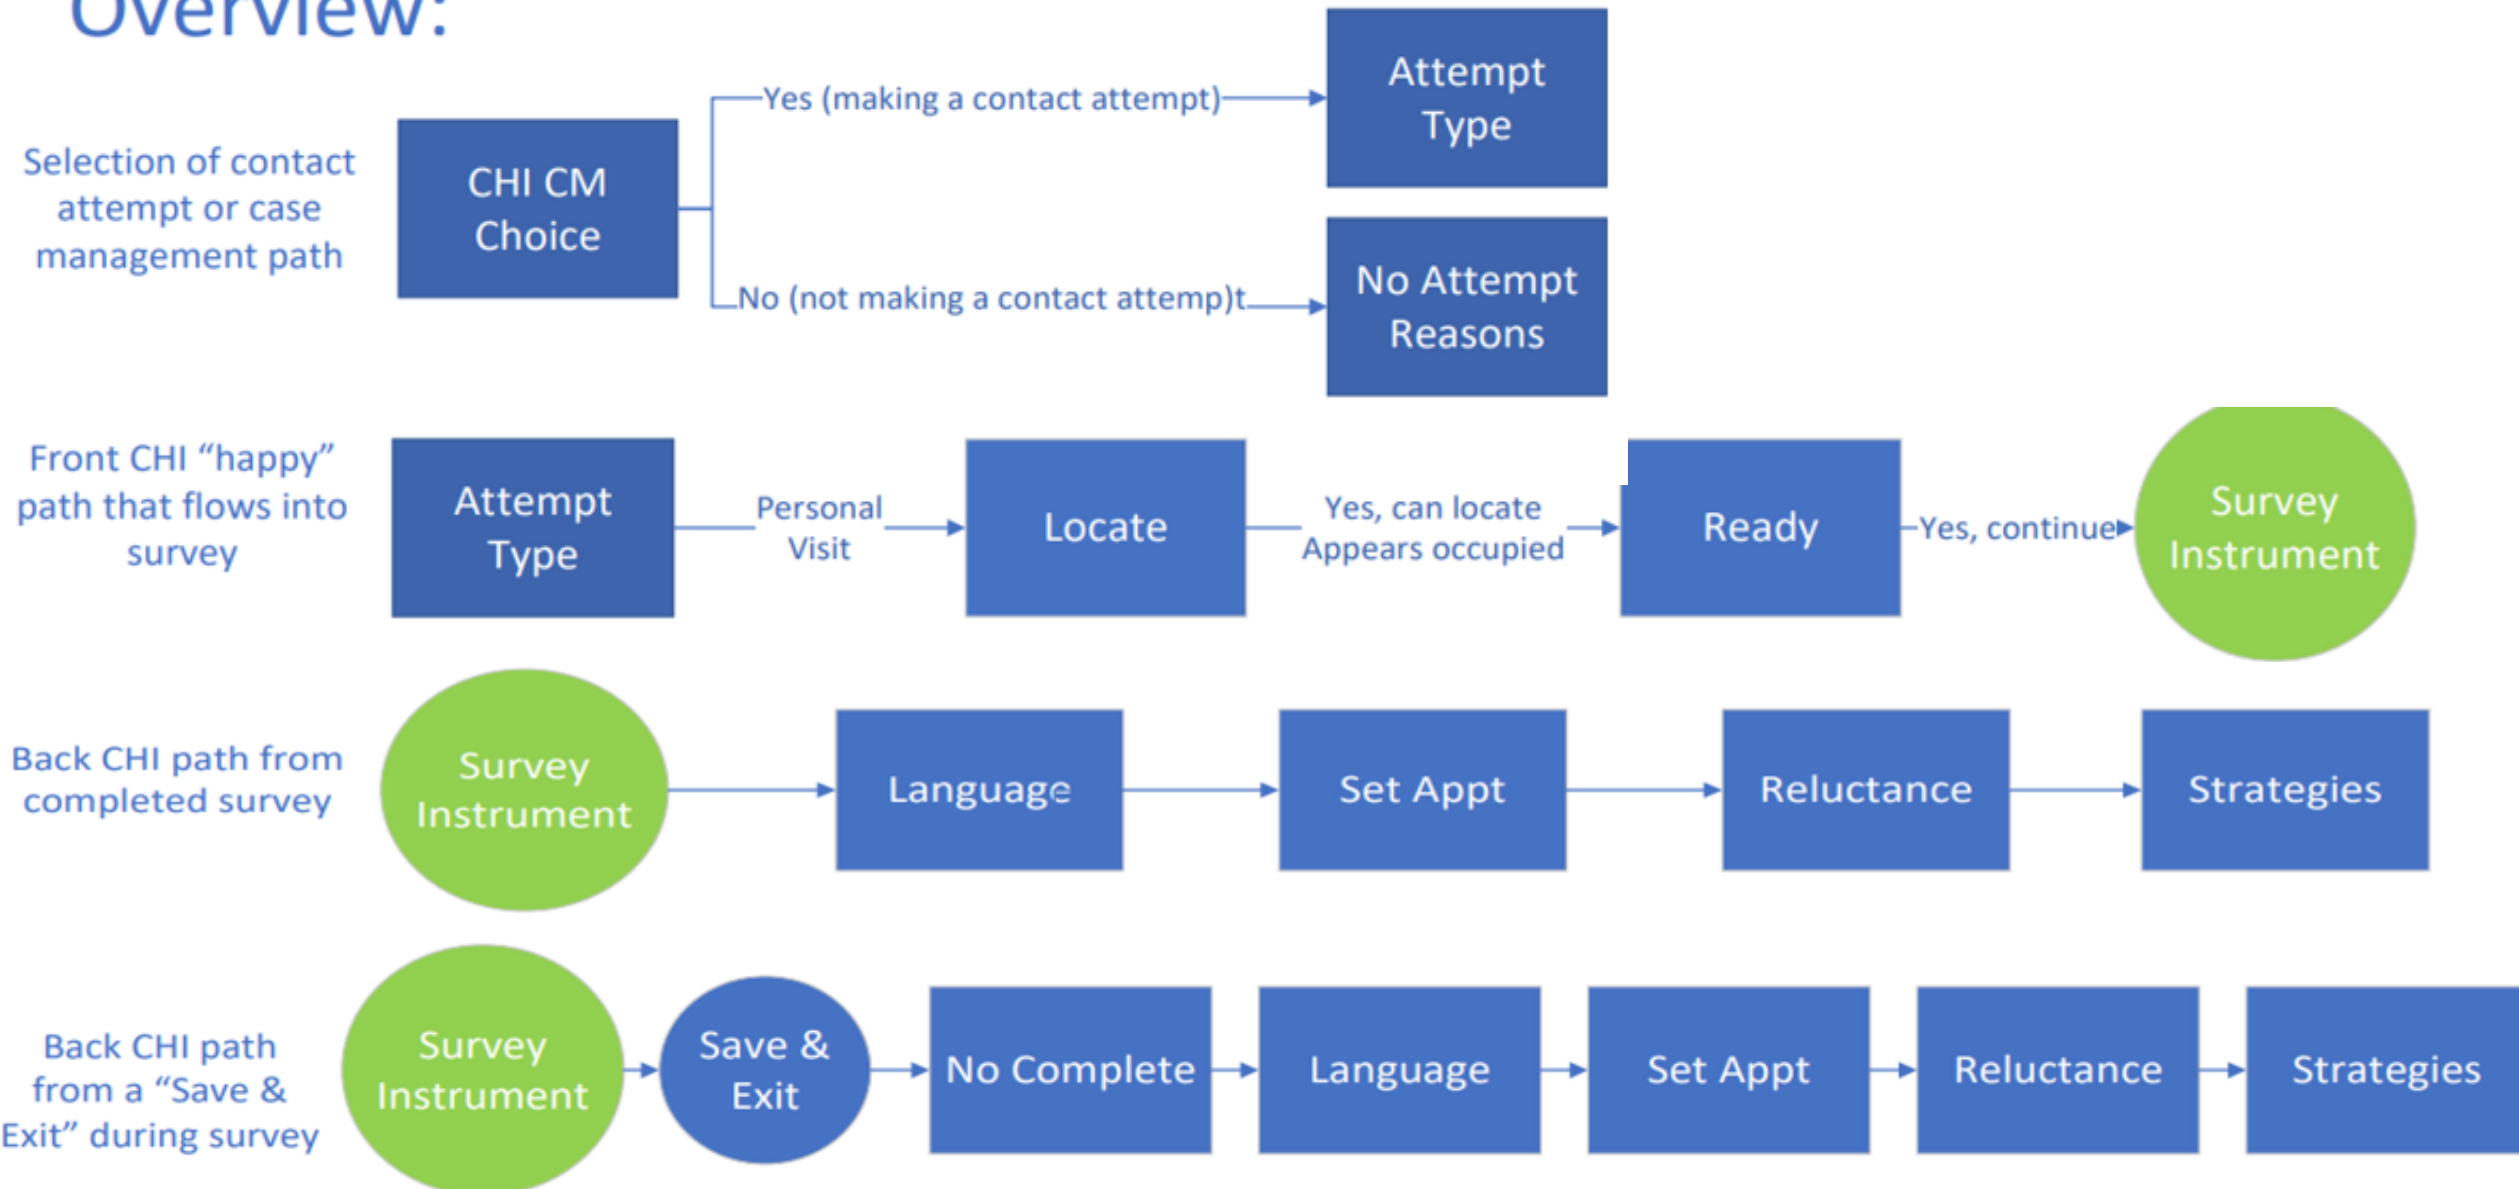 Overview:
Selection of contact
attempt or case
management path
CHI CM
Choice
Yes (making a contact attempt)
Attempt
Type
No (not making a contact attemp)t
No Attempt
Reasons
Front CHI “happy”
path that flows into
survey
Attempt
Type
Personal
Visit
Locate
Yes, can locate
Appears occupied
Ready
Yes, continue
Survey
Instrument
Back CHI path from
completed survey
Survey
Instrument
Language
Set Appt
Reluctance
Strategies
Back CHI path
from a “Save &
Exit” during survey
Survey
Instrument
Save &
Exit
No Complete
Language
Set Appt
Reluctance
Strategies